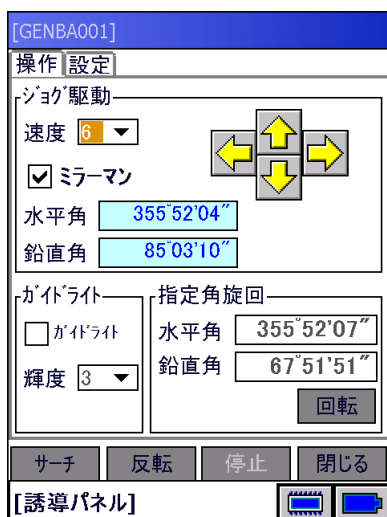 [GENBA001]
操作 設定
ｼﾞｮｸﾞ駆動
速度 6
ミラーマン
水平角 355ﾟ52'04"
鉛直角 85ﾟ03'10"
ｶﾞｲﾄﾞﾗｲﾄ
ｶﾞｲﾄﾞﾗｲﾄ
輝度 3
指定角旋回
水平角 355ﾟ52'07"
鉛直角 67ﾟ51'51"
回転
サーチ 反転 停止 閉じる
[誘導パネル]